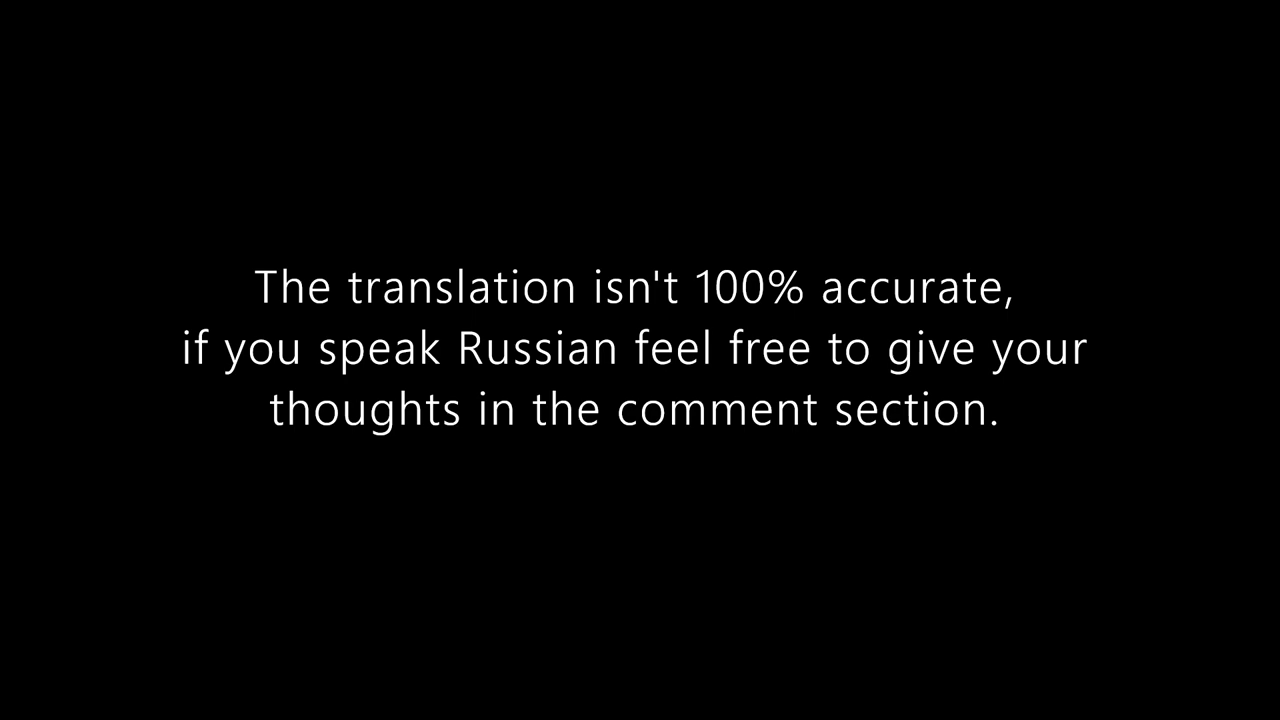 The translation isn't 100% accurate,
if you speak Russian feel free to give your
thoughts in the comment section.